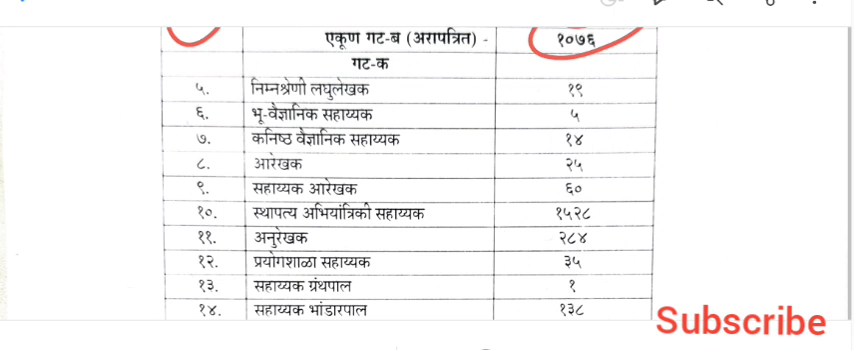 एकूण गट-ब (अरापत्रित) - १०७६
गट-क
५. निम्नश्रेणी लघुलेखक १९
६. भू-वैज्ञानिक सहाय्यक ५
७. कनिष्ठ वैज्ञानिक सहाय्यक १४
८. आरेखक २५
९. सहाय्यक आरेखक ६०
१०. स्थापत्य अभियांत्रिकी सहाय्यक १५२८
११. अनुरेखक २८४
१२. प्रयोगशाळा सहाय्यक ३५
१३. सहाय्यक ग्रंथपाल १
१४. सहाय्यक भांडारपाल १३८
Subscribe